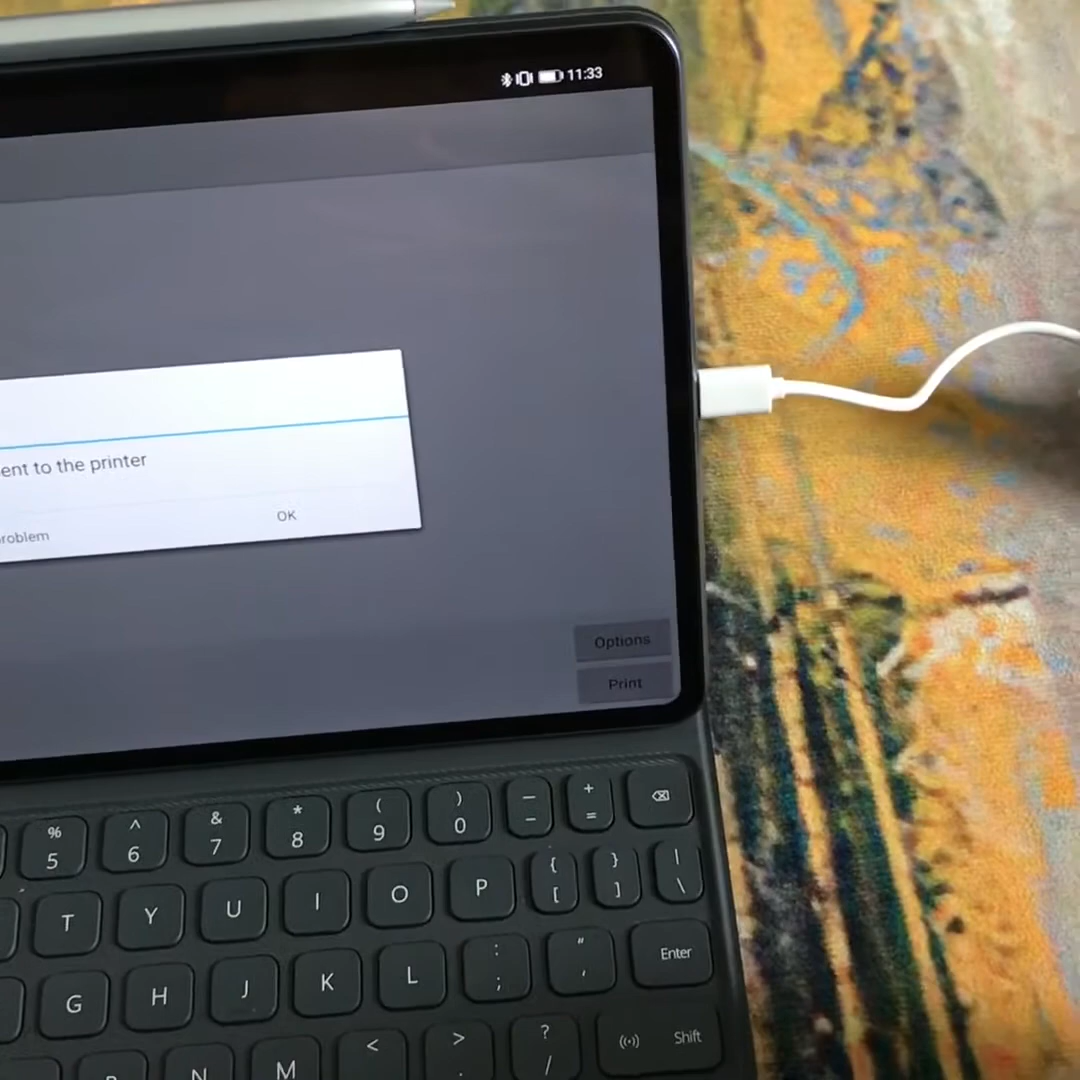 11:33
ent to the printer
roblem OK
Options
Print
% ^ & * ( ) — +
5 6 7 8 9 0 – =
T Y U I O P { [ } ] | \
G H J K L : ; " ' Enter
N M < > . ? / Shift